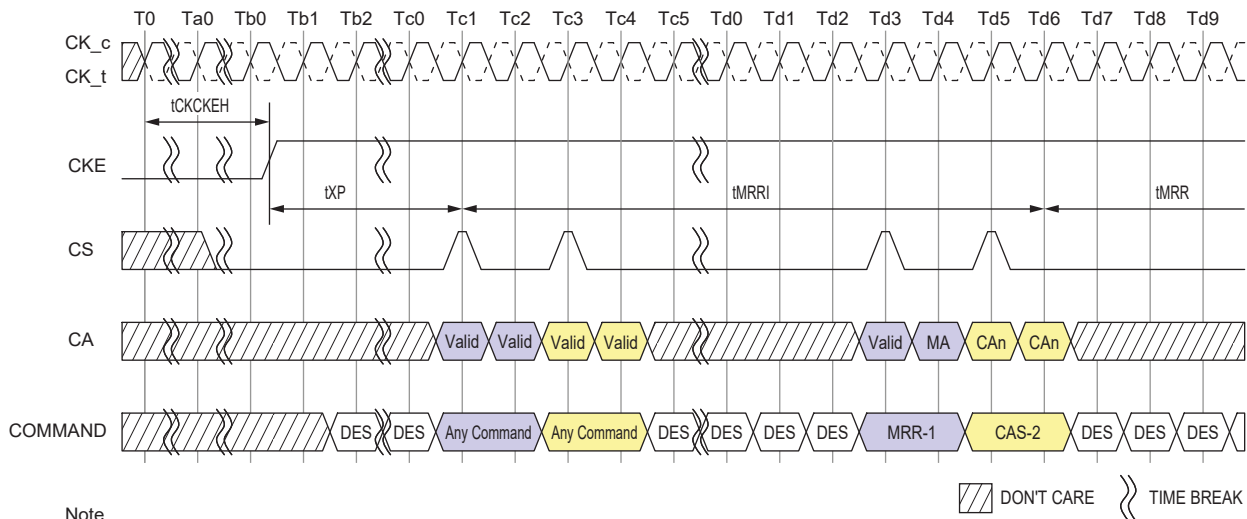 T0 Ta0 Tb0 Tb1 Tb2 Tc0 Tc1 Tc2 Tc3 Tc4 Tc5 Td0 Td1 Td2 Td3 Td4 Td5 Td6 Td7 Td8 Td9
CK_c
CK_t
tCKCKEH
CKE
tXP tMRRI tMRR
CS
CA Valid Valid Valid Valid Valid MA CAn CAn
COMMAND DES DES Any Command Any Command DES DES DES DES MRR-1 CAS-2 DES DES DES
DON'T CARE TIME BREAK
Note